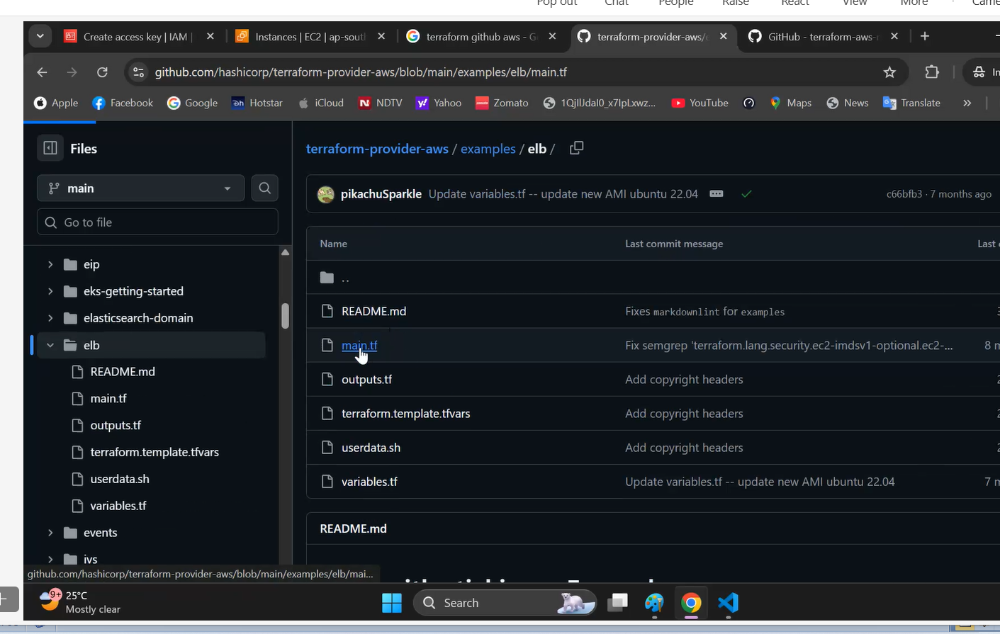 Pop out Chat People Raise React View More Came
Create access key | IAM | Instances | EC2 | ap-sout terraform github aws - G terraform-provider-aws/ GitHub - terraform-aws-
github.com/hashicorp/terraform-provider-aws/blob/main/examples/elb/main.tf In
Apple Facebook Google Hotstar iCloud NDTV Yahoo Zomato YouTube Maps News Translate »
Files
main
Go to file
eip
eks-getting-started
elasticsearch-domain
elb
README.md
main.tf
outputs.tf
terraform.template.tfvars
userdata.sh
variables.tf
events
ivs
terraform-provider-aws / examples / elb /
pikachuSparkle Update variables.tf -- update new AMI ubuntu 22.04 c66bfb3 · 7 months ago
Name Last commit message Last
..
README.md Fixes markdownlint for examples
main.tf Fix semgrep 'terraform.lang.security.ec2-imdsv1-optional.ec2-... 8 m
outputs.tf Add copyright headers
terraform.template.tfvars Add copyright headers
userdata.sh Add copyright headers
variables.tf Update variables.tf -- update new AMI ubuntu 22.04 7 m
README.md
github.com/hashicorp/terraform-provider-aws/blob/main/examples/elb/mai...
9+ 25°C
Mostly clear
Search